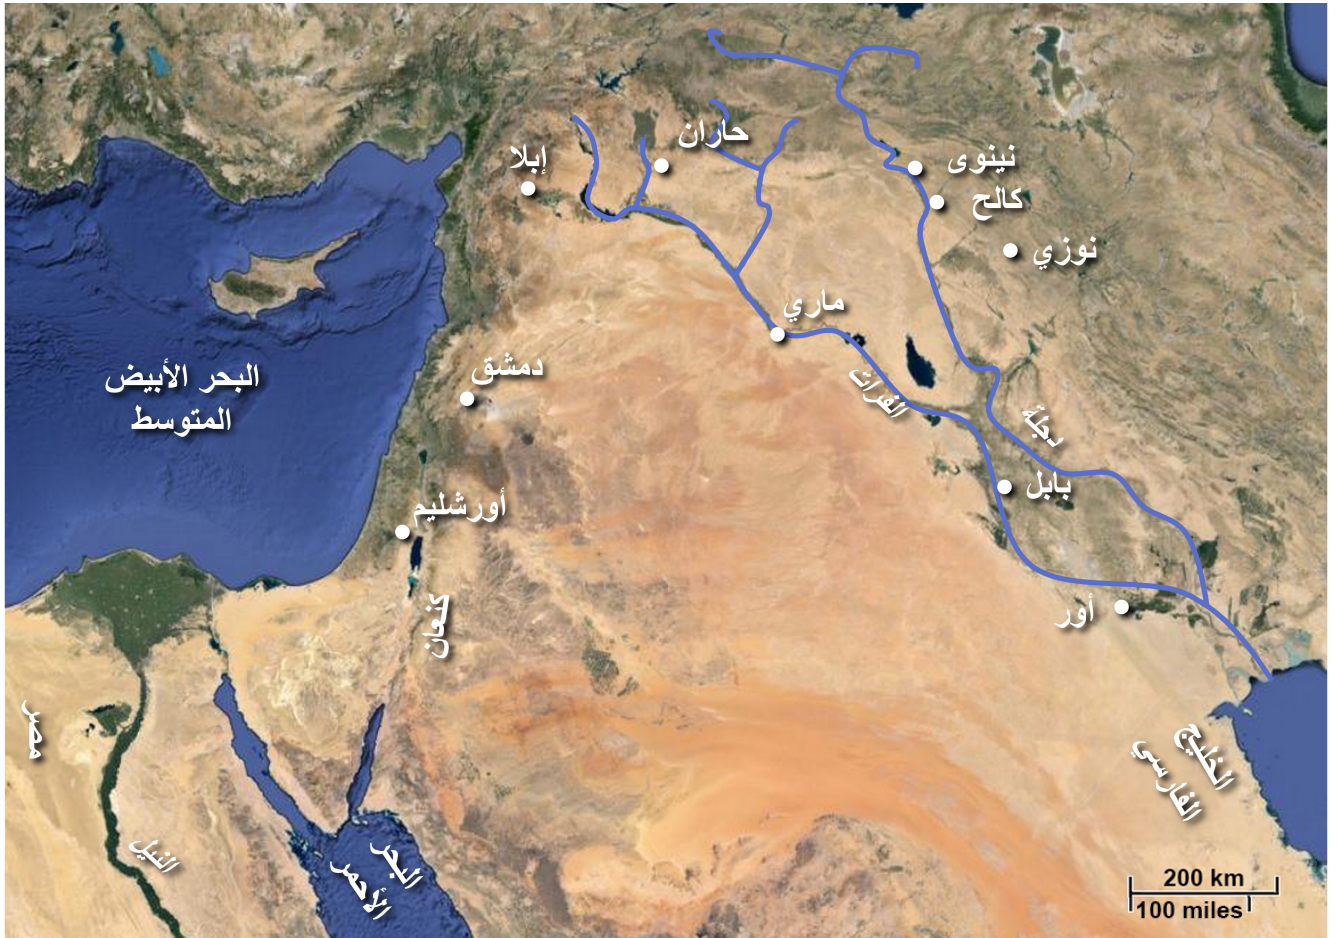 حاران
إبلا
نينوى
كالح
نوزي
ماري
دمشق
البحر الأبيض
المتوسط
الفرات
دجلة
بابل
أورشليم
أور
كنعان
مصر
الخليج
الفارسي
النيل
البحر
الأحمر
200 km
100 miles